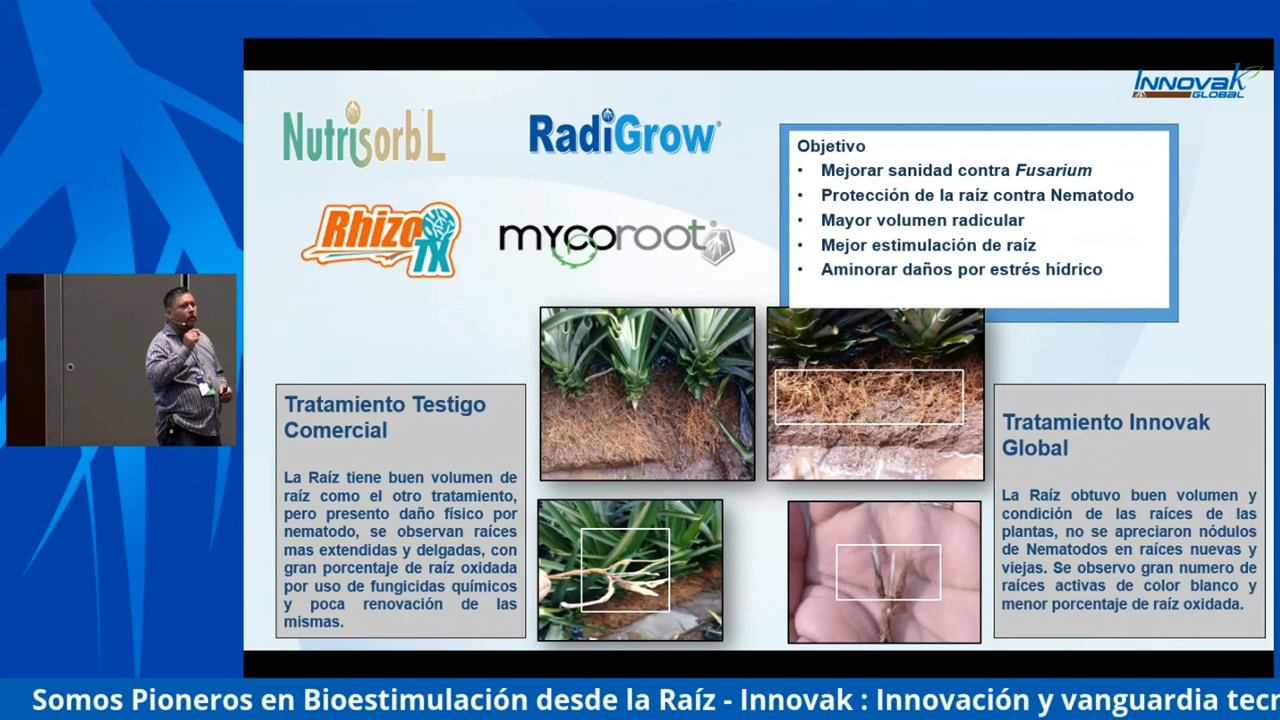 Innovak
GLOBAL
Nutrisorb L
RadiGrow
Rhizo
TX
mycoroot
Objetivo
• Mejorar sanidad contra Fusarium
• Protección de la raíz contra Nematodo
• Mayor volumen radicular
• Mejor estimulación de raíz
• Aminorar daños por estrés hídrico
Tratamiento Testigo
Comercial
La Raíz tiene buen volumen de
raíz como el otro tratamiento,
pero presento daño físico por
nematodo, se observan raíces
mas extendidas y delgadas, con
gran porcentaje de raíz oxidada
por uso de fungicidas químicos
y poca renovación de las
mismas.
Tratamiento Innovak
Global
La Raíz obtuvo buen volumen y
condición de las raíces de las
plantas, no se apreciaron nódulos
de Nematodos en raíces nuevas y
viejas. Se observo gran numero de
raíces activas de color blanco y
menor porcentaje de raíz oxidada.
Somos Pioneros en Bioestimulación desde la Raíz - Innovak : Innovación y vanguardia tecn